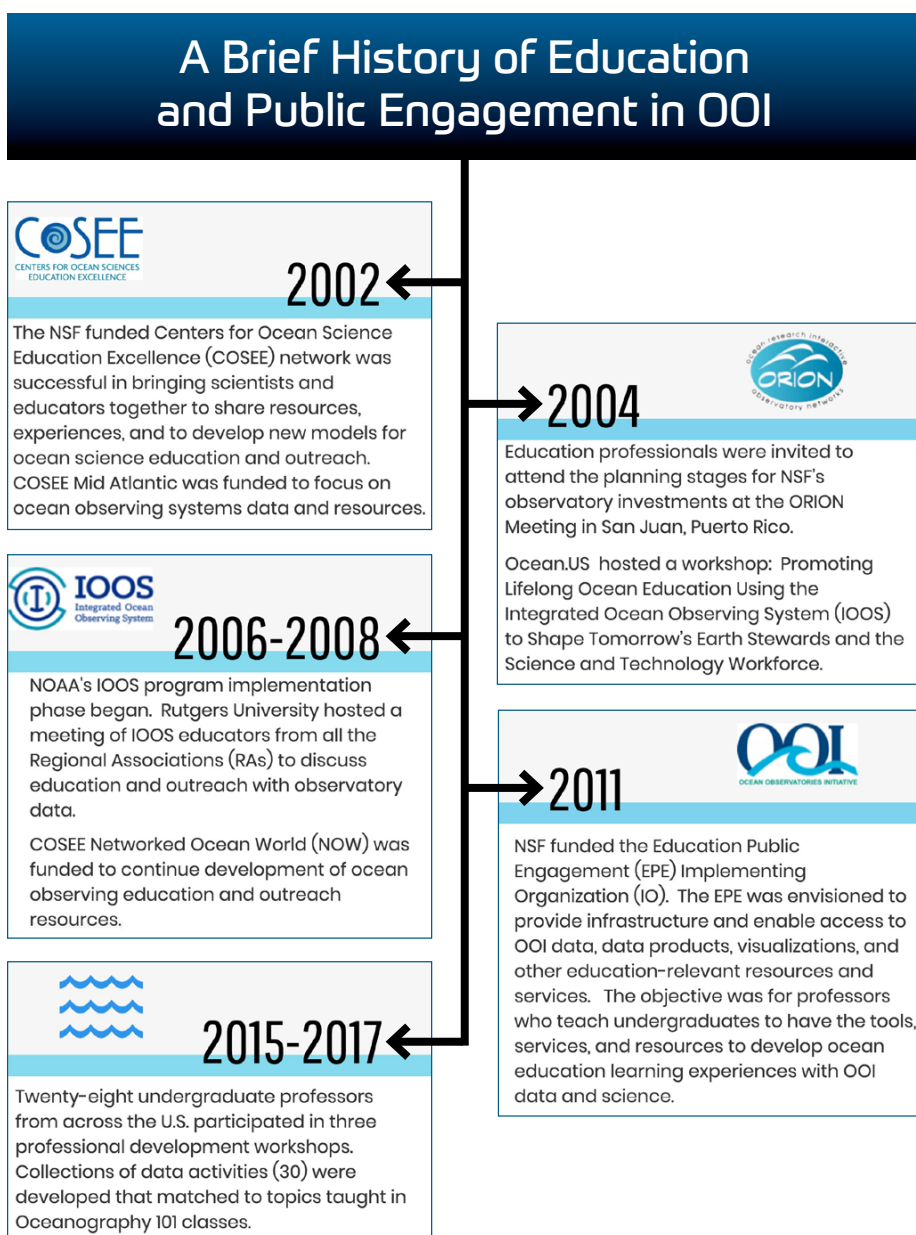 A Brief History of Education
and Public Engagement in OOI
COSEE
CENTERS FOR OCEAN SCIENCES
EDUCATION EXCELLENCE
2002
The NSF funded Centers for Ocean Science
Education Excellence (COSEE) network was
successful in bringing scientists and
educators together to share resources,
experiences, and to develop new models for
ocean science education and outreach.
COSEE Mid Atlantic was funded to focus on
ocean observing systems data and resources.
ocean research interactive
ORION
observatory networks
2004
Education professionals were invited to
attend the planning stages for NSF's
observatory investments at the ORION
Meeting in San Juan, Puerto Rico.
Ocean.US hosted a workshop: Promoting
Lifelong Ocean Education Using the
Integrated Ocean Observing System (IOOS)
to Shape Tomorrow's Earth Stewards and the
Science and Technology Workforce.
IOOS
Integrated Ocean
Observing System
2006-2008
NOAA's IOOS program implementation
phase began. Rutgers University hosted a
meeting of IOOS educators from all the
Regional Associations (RAs) to discuss
education and outreach with observatory
data.
COSEE Networked Ocean World (NOW) was
funded to continue development of ocean
observing education and outreach
resources.
OOI
OCEAN OBSERVATORIES INITIATIVE
2011
NSF funded the Education Public
Engagement (EPE) Implementing
Organization (IO). The EPE was envisioned to
provide infrastructure and enable access to
OOI data, data products, visualizations, and
other education-relevant resources and
services. The objective was for professors
who teach undergraduates to have the tools,
services, and resources to develop ocean
education learning experiences with OOI
data and science.
2015-2017
Twenty-eight undergraduate professors
from across the U.S. participated in three
professional development workshops.
Collections of data activities (30) were
developed that matched to topics taught in
Oceanography 101 classes.